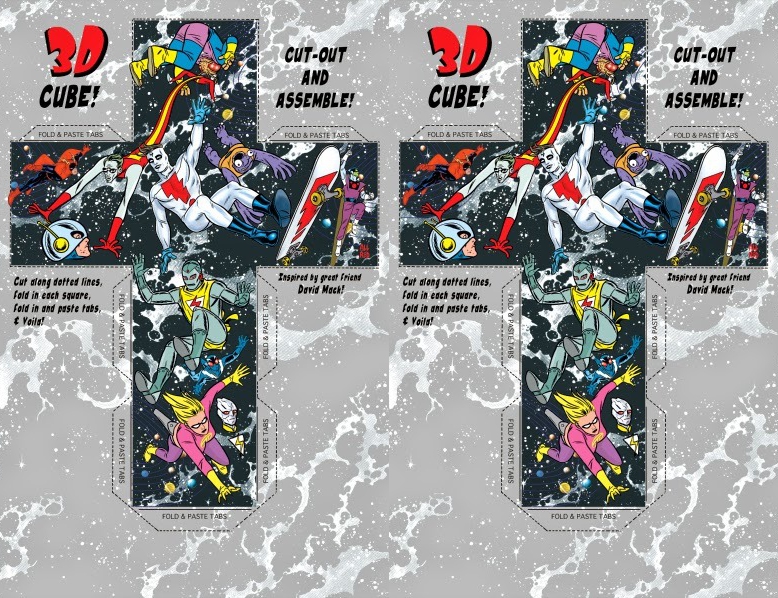 3D
CUBE!
CUT-OUT
AND
ASSEMBLE!
FOLD & PASTE TABS
FOLD & PASTE TABS
Cut along dotted lines,
Fold in each square,
Fold in and paste tabs,
& Voila!
Inspired by great friend
David Mack!
FOLD & PASTE TABS
FOLD & PASTE TABS
FOLD & PASTE TABS
FOLD & PASTE TABS
FOLD & PASTE TABS
3D
CUBE!
CUT-OUT
AND
ASSEMBLE!
FOLD & PASTE TABS
FOLD & PASTE TABS
Cut along dotted lines,
Fold in each square,
Fold in and paste tabs,
& Voila!
Inspired by great friend
David Mack!
FOLD & PASTE TABS
FOLD & PASTE TABS
FOLD & PASTE TABS
FOLD & PASTE TABS
FOLD & PASTE TABS